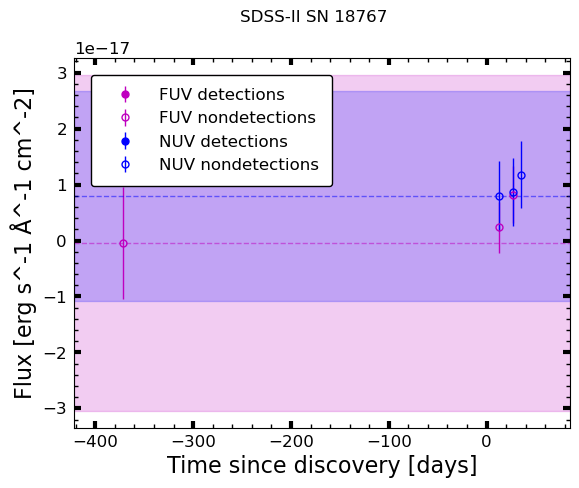 SDSS-II SN 18767
1e−17
FUV detections
FUV nondetections
NUV detections
NUV nondetections
3
2
1
0
−1
−2
−3
Flux [erg s^-1 Å^-1 cm^-2]
−400
−300
−200
−100
0
Time since discovery [days]